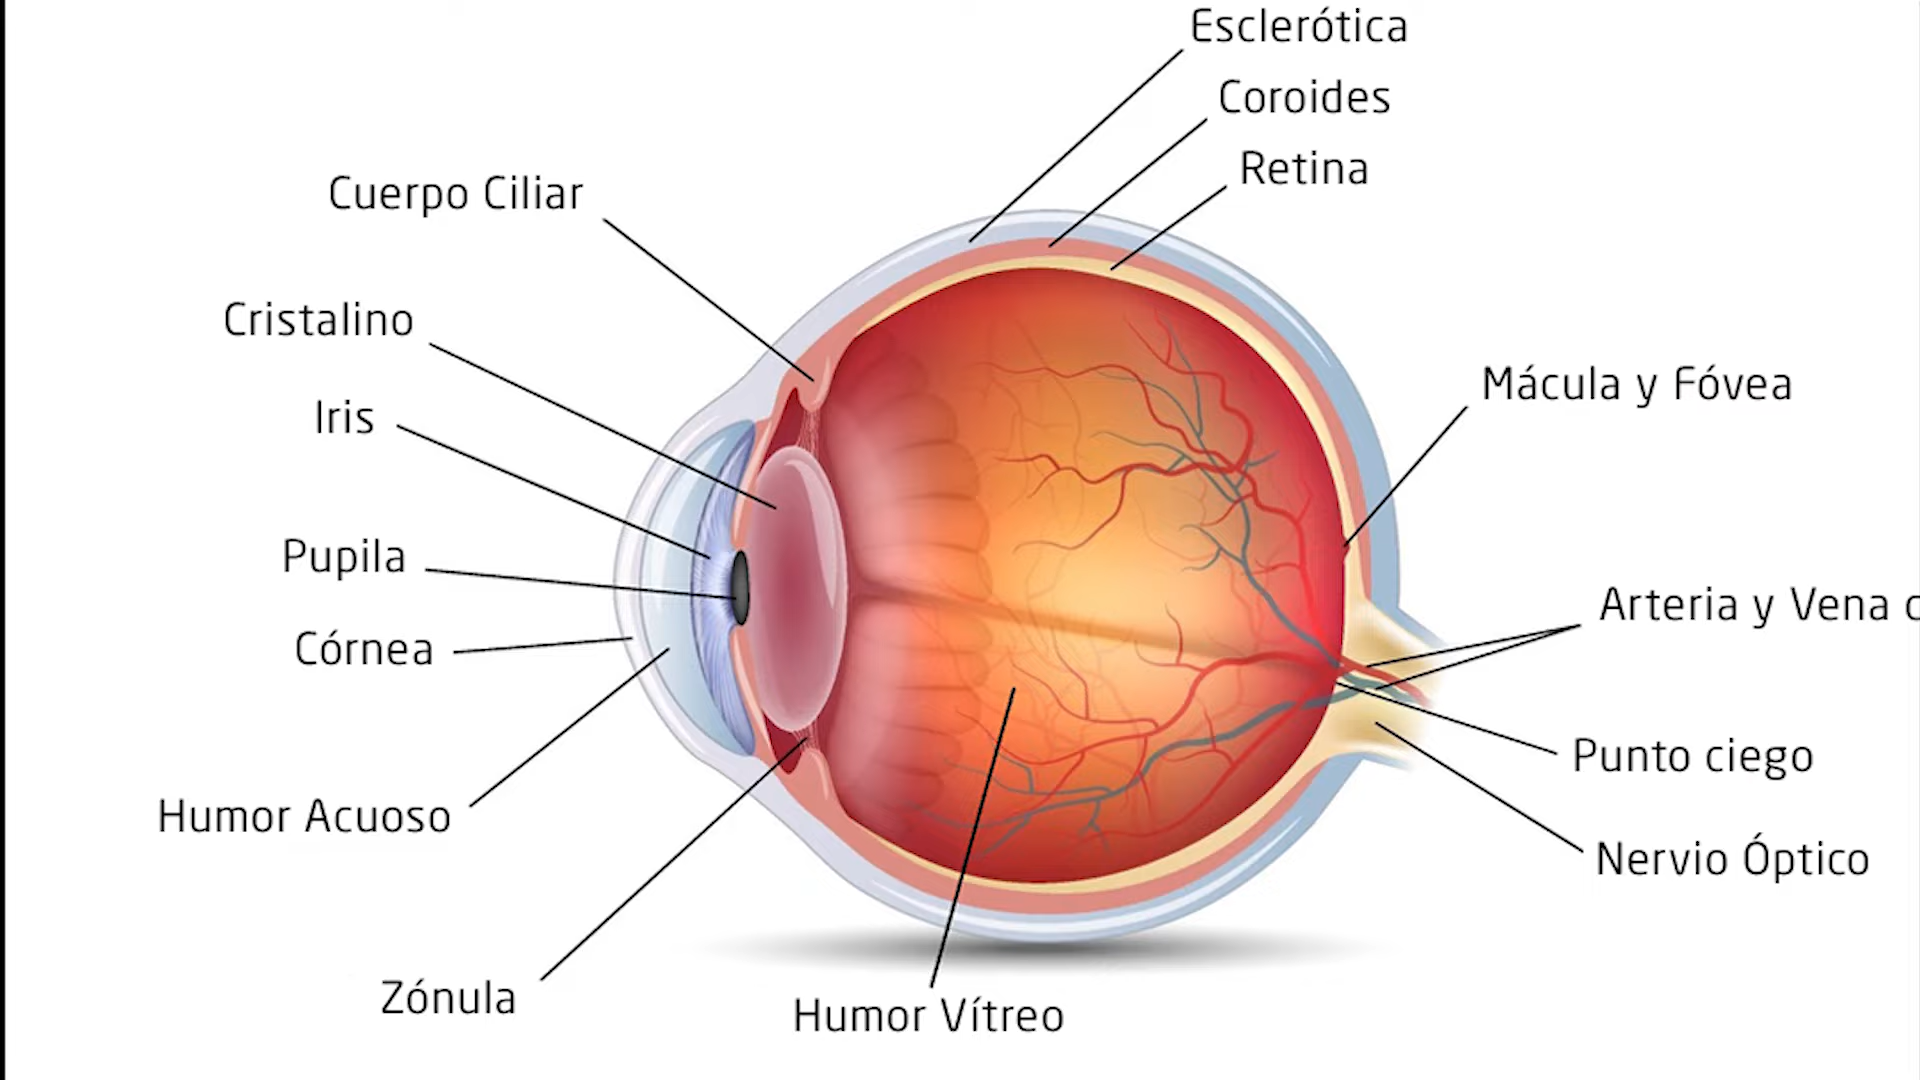 Esclerótica
Coroides
Retina
Cuerpo Ciliar
Cristalino
Iris
Mácula y Fóvea
Pupila
Arteria y Vena
Córnea
Punto ciego
Humor Acuoso
Nervio Óptico
Zónula
Humor Vítreo